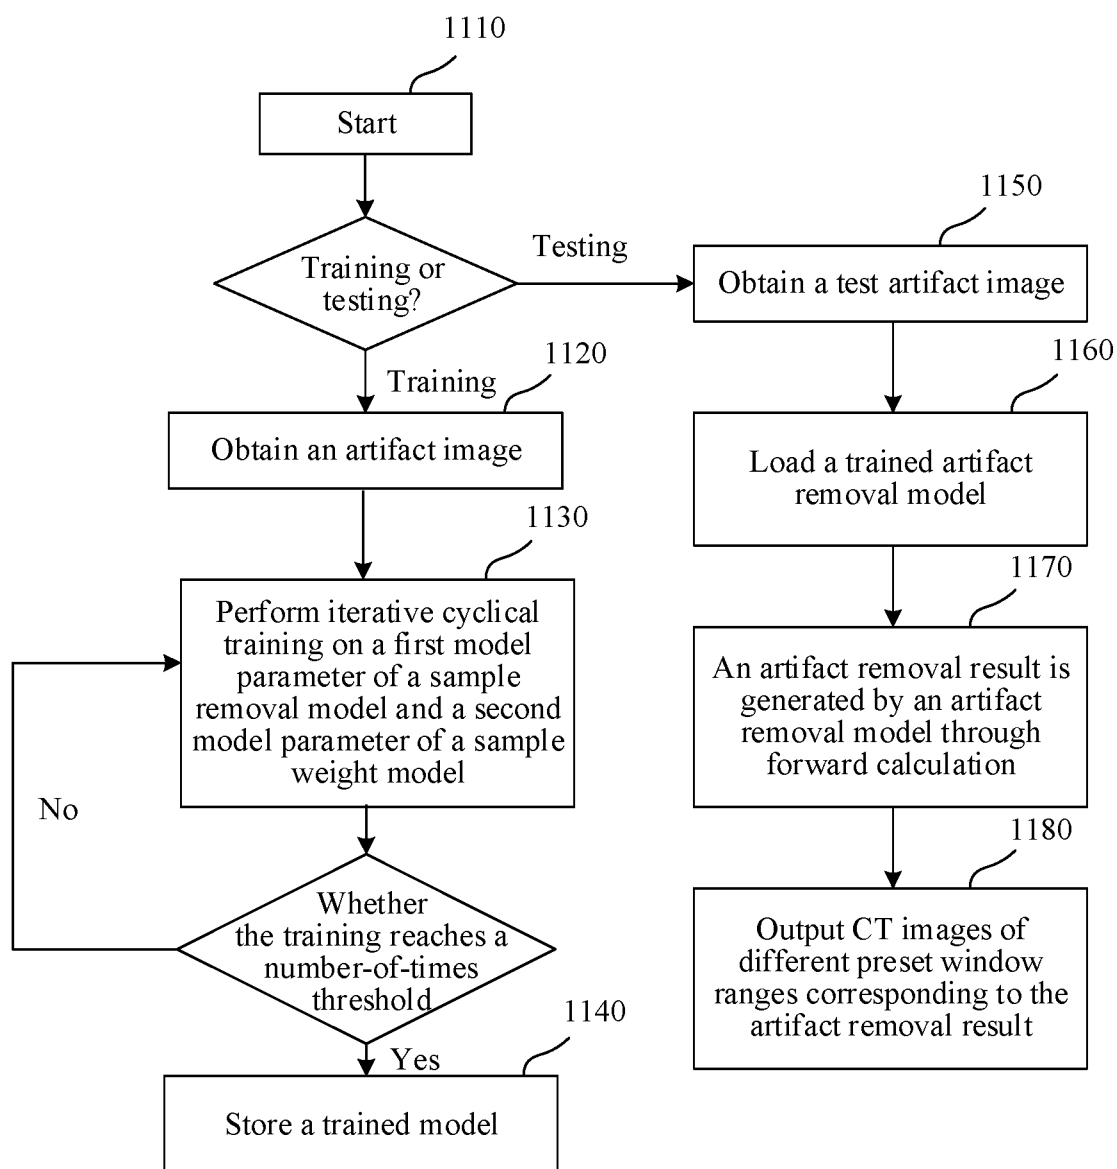 1110
Start
Training or
testing?
Testing
Training
1120
Obtain an artifact image
1130
Perform iterative cyclical
training on a first model
parameter of a sample
removal model and a second
model parameter of a sample
weight model
No
Whether
the training reaches a
number-of-times
threshold
Yes
1140
Store a trained model
1150
Obtain a test artifact image
1160
Load a trained artifact
removal model
1170
An artifact removal result is
generated by an artifact
removal model through
forward calculation
1180
Output CT images of
different preset window
ranges corresponding to the
artifact removal result